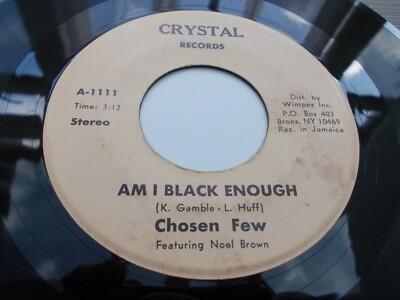 CRYSTAL
RECORDS
A-1111
Time: 3:12
Stereo
Dist. by
Wimpex Inc.
P.O. Box 403
Bronx, NY 10469
Rec. in Jamaica
AM I BLACK ENOUGH
(K. Gamble - L. Huff)
Chosen Few
Featuring Noel Brown